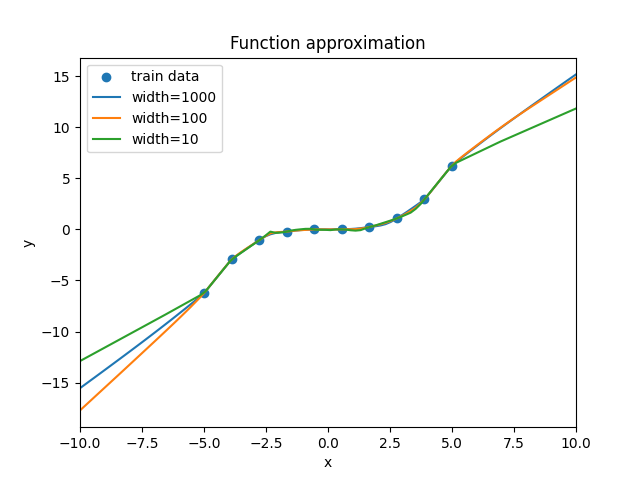 Function approximation
train data
width=1000
width=100
width=10
y
15
10
5
0
−5
−10
−15
−10.0 −7.5 −5.0 −2.5 0.0 2.5 5.0 7.5 10.0
x